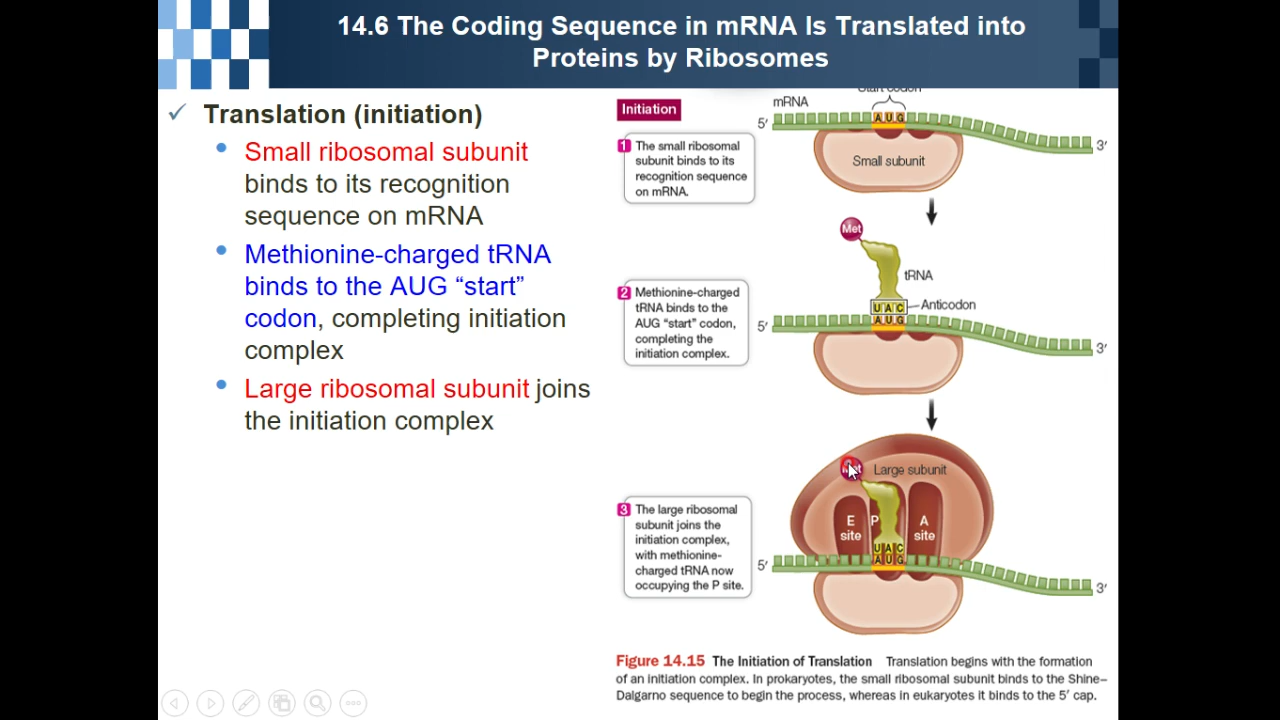 14.6 The Coding Sequence in mRNA Is Translated into
Proteins by Ribosomes
✓ Translation (initiation)
• Small ribosomal subunit
binds to its recognition
sequence on mRNA
• Methionine-charged tRNA
binds to the AUG “start”
codon, completing initiation
complex
• Large ribosomal subunit joins
the initiation complex
Initiation
mRNA
Start codon
5′
AUG
3′
1 The small ribosomal
subunit binds to its
recognition sequence
on mRNA.
Small subunit
Met
tRNA
2 Methionine-charged
tRNA binds to the
AUG “start” codon,
completing the
initiation complex.
UAC
Anticodon
5′
AUG
3′
Met
Large subunit
3 The large ribosomal
subunit joins the
initiation complex,
with methionine-
charged tRNA now
occupying the P site.
E
site
P
A
site
UAC
5′
AUG
3′
Figure 14.15 The Initiation of Translation Translation begins with the formation
of an initiation complex. In prokaryotes, the small ribosomal subunit binds to the Shine–
Dalgarno sequence to begin the process, whereas in eukaryotes it binds to the 5′ cap.